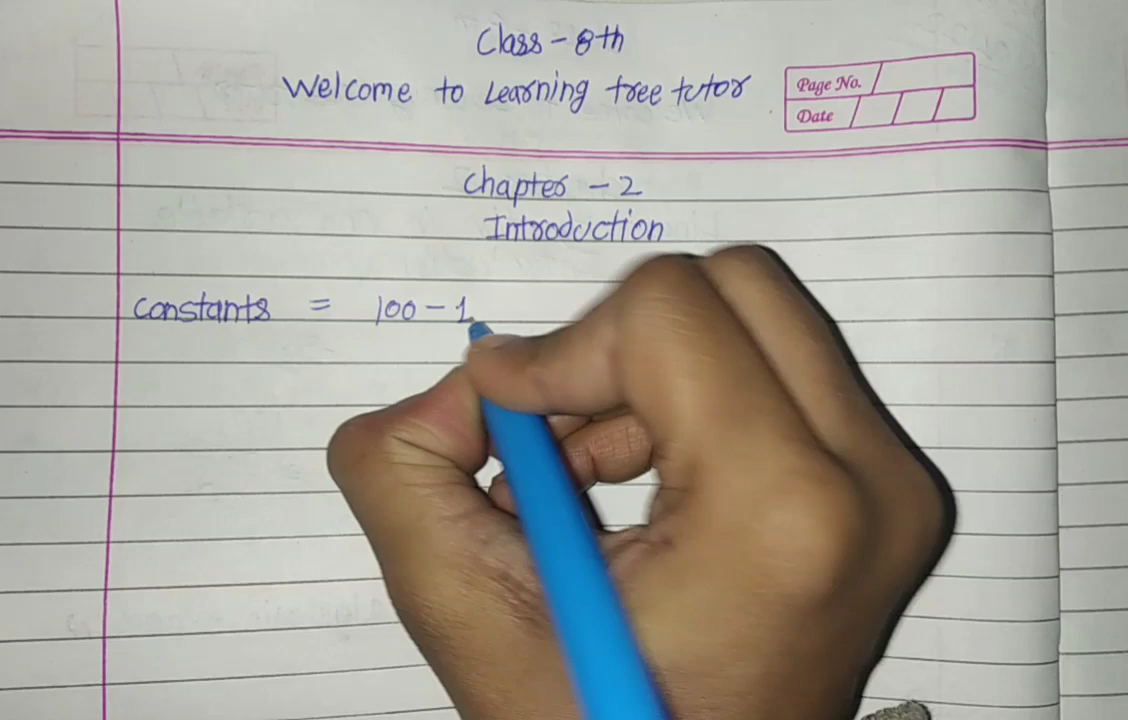 Class - 8th
Welcome to Learning tree tutor
Page No.
Date
Chapter - 2
Introduction
constants = 100 - 1